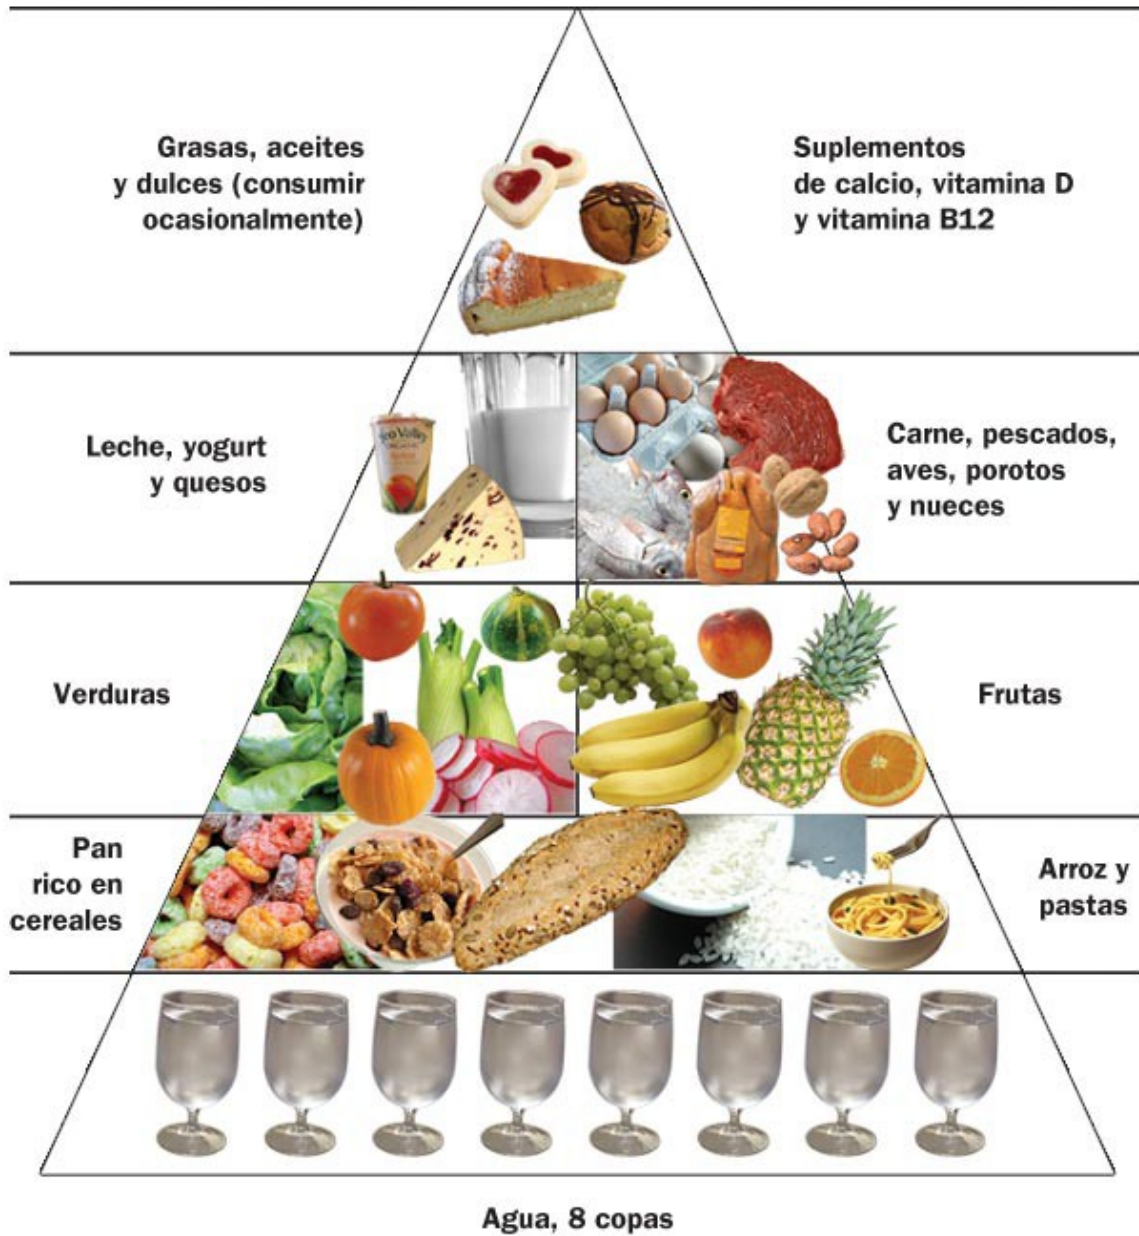 Grasas, aceites
y dulces (consumir
ocasionalmente)
Suplementos
de calcio, vitamina D
y vitamina B12
Leche, yogurt
y quesos
Valley
Carne, pescados,
aves, porotos
y nueces
Verduras
Frutas
Pan
rico en
cereales
Arroz y
pastas
Agua, 8 copas